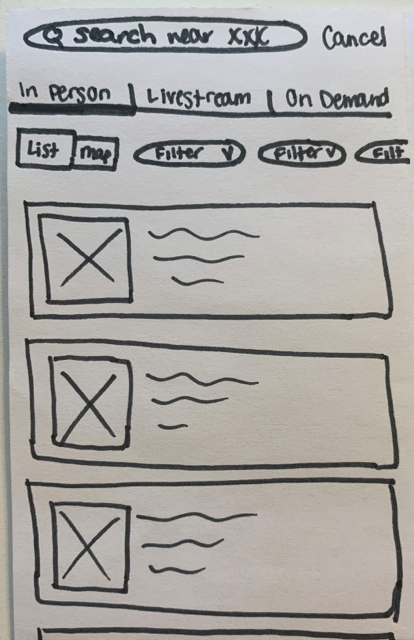 search near xxx Cancel
In Person Livestream On Demand
List map Filter Filter Filt